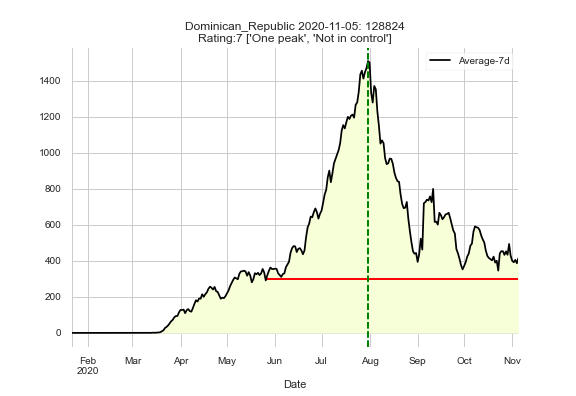 Dominican_Republic 2020-11-05: 128824
Rating:7 ['One peak', 'Not in control']
Average-7d
1400
1200
1000
800
600
400
200
0
Feb Mar Apr May Jun Jul Aug Sep Oct Nov
2020
Date